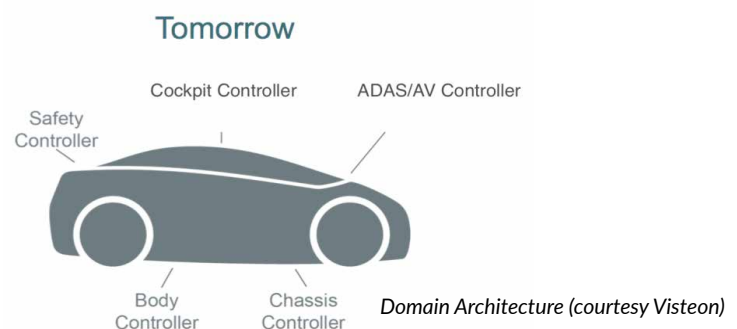 Tomorrow
Cockpit Controller
ADAS/AV Controller
Safety
Controller
Body
Controller
Chassis
Controller
Domain Architecture (courtesy Visteon)